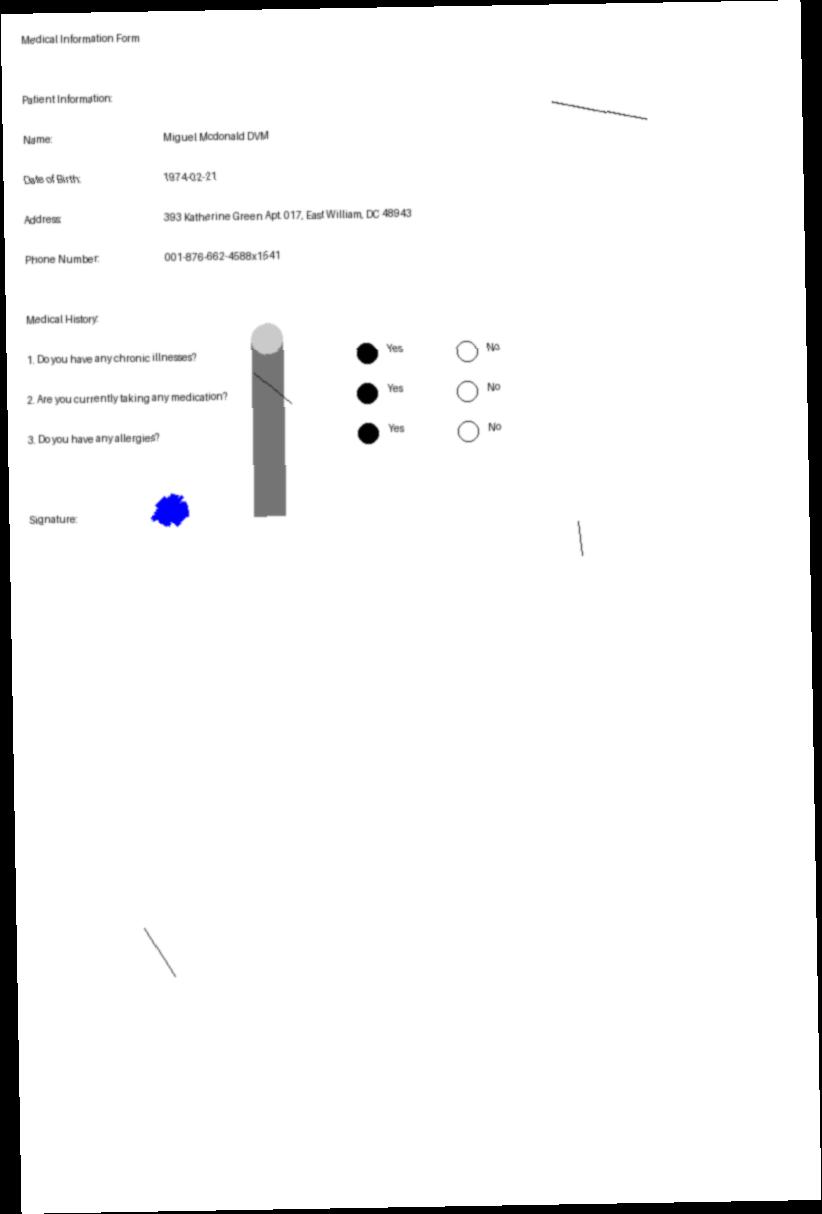 Medical Information Form
Patient Information:
Name: Miguel Mcdonald DVM
Date of Birth: 1974-02-21
Address: 393 Katherine Green Apt. 017, East William, DC 48943
Phone Number: 001-876-662-4588x1541
Medical History:
1. Do you have any chronic illnesses? Yes No
2. Are you currently taking any medication? Yes No
3. Do you have any allergies? Yes No
Signature: